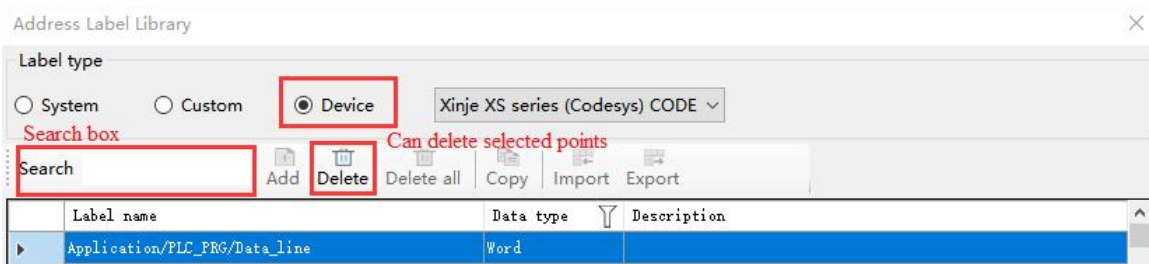 Address Label Library
Label type
System Custom Device Xinje XS series (Codesys) CODE
Search box Can delete selected points
Search Add Delete Delete all Copy Import Export
Label name Data type Description
Application/PLC_PRG/Data_line Word